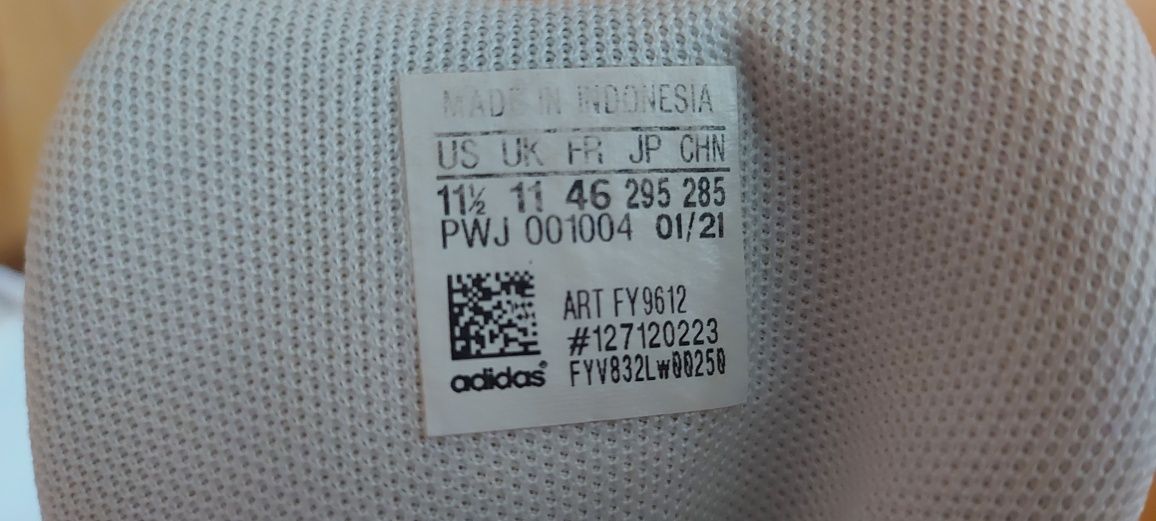 MADE IN INDONESIA
US UK FR JP CHN
11½ 11 46 295 285
PWJ 001004 01/21
ART FY9612
#127120223
adidas® FYV832Lw00250